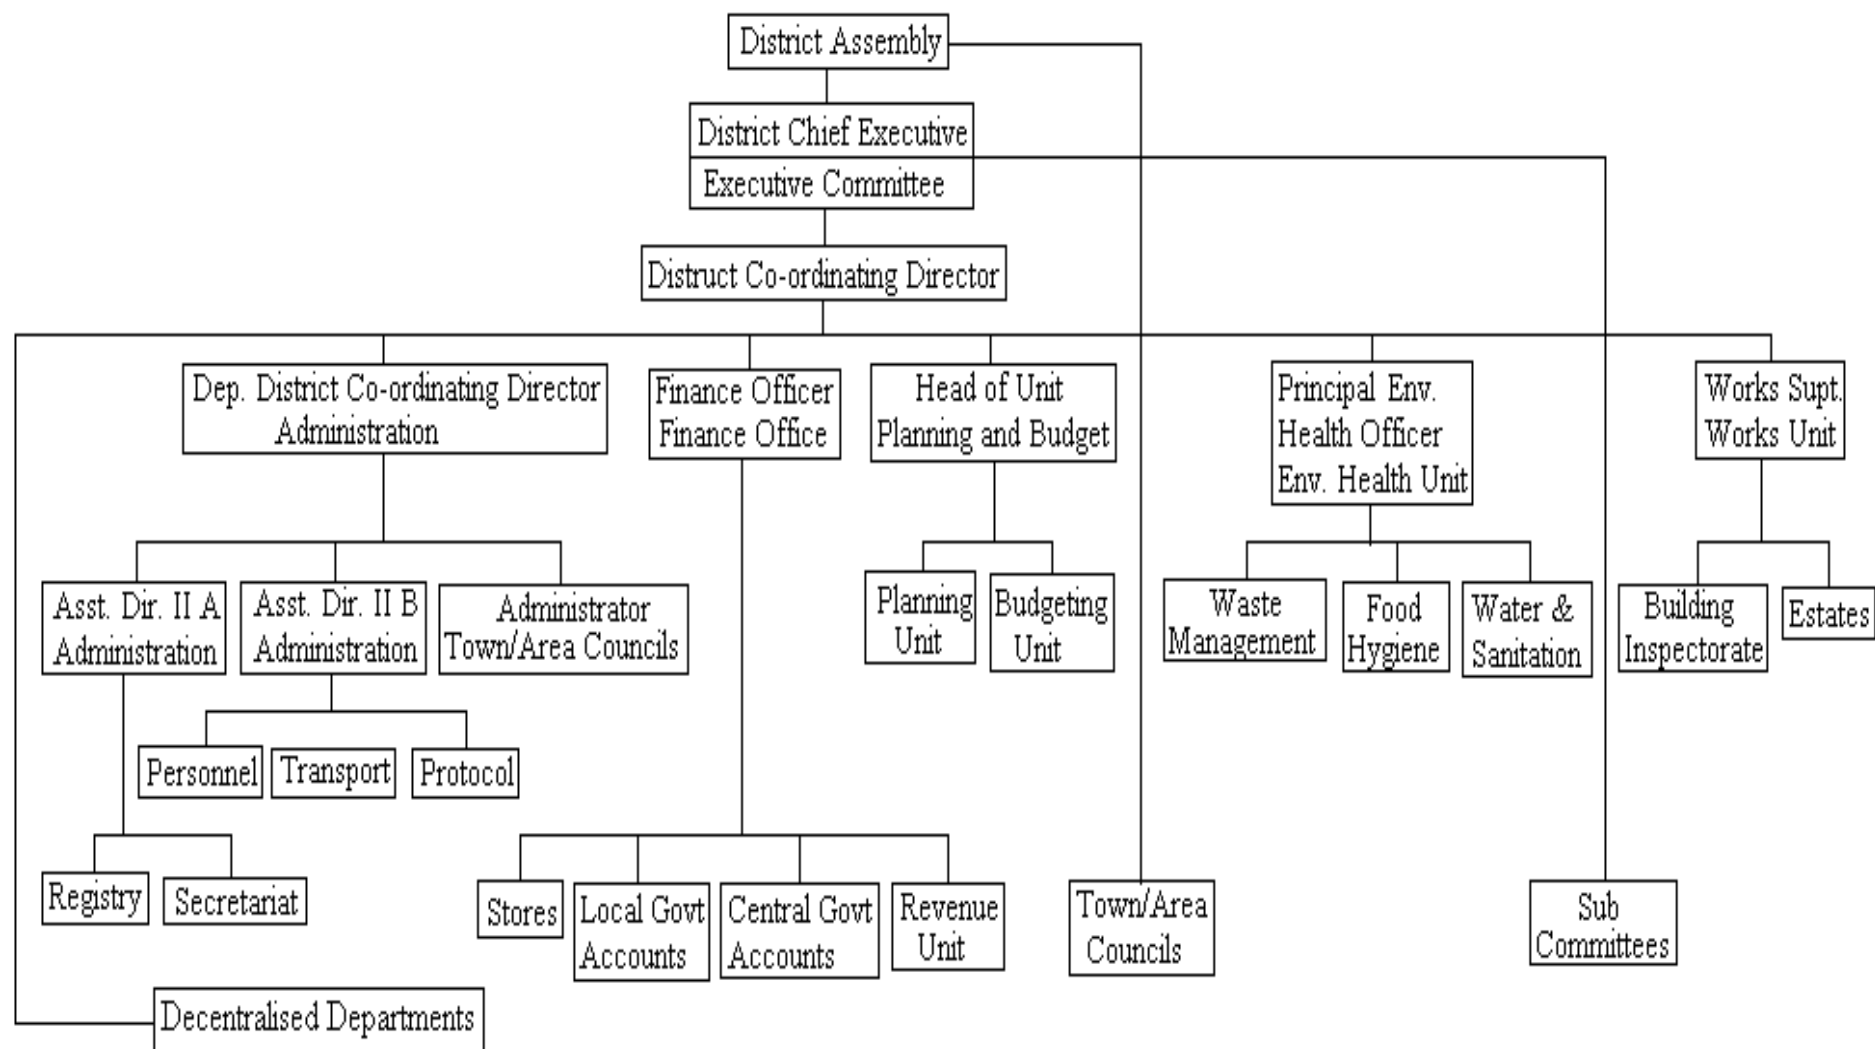 District Assembly
District Chief Executive
Executive Committee
Distruct Co-ordinating Director
Dep. District Co-ordinating Director
Administration
Finance Officer
Finance Office
Head of Unit
Planning and Budget
Principal Env.
Health Officer
Env. Health Unit
Works Supt.
Works Unit
Asst. Dir. II A
Administration
Asst. Dir. II B
Administration
Administrator
Town/Area Councils
Planning
Unit
Budgeting
Unit
Waste
Management
Food
Hygiene
Water &
Sanitation
Building
Inspectorate
Estates
Personnel
Transport
Protocol
Registry
Secretariat
Stores
Local Govt
Accounts
Central Govt
Accounts
Revenue
Unit
Town/Area
Councils
Sub
Committees
Decentralised Departments